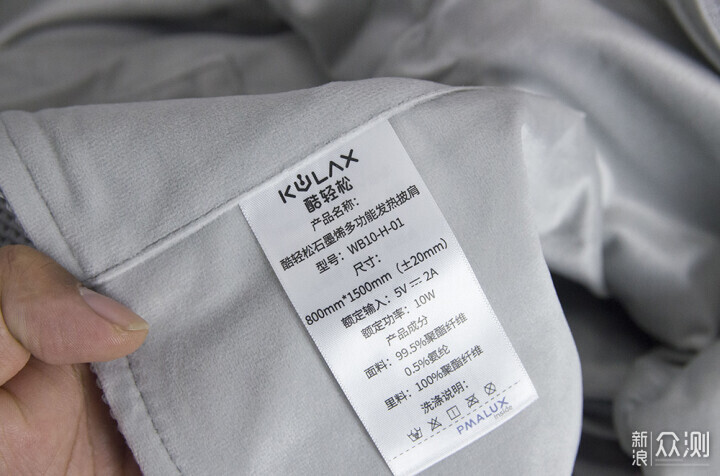 KULAX
酷轻松
产品名称:
酷轻松石墨烯多功能发热披肩
型号: WB10-H-01
尺寸:
800mm*1500mm (±20mm)
额定输入: 5V⎓2A
额定功率: 10W
产品成分
面料: 99.5%聚酯纤维
0.5%氨纶
里料: 100%聚酯纤维
洗涤说明:
PMALUX
inside
新浪
众测